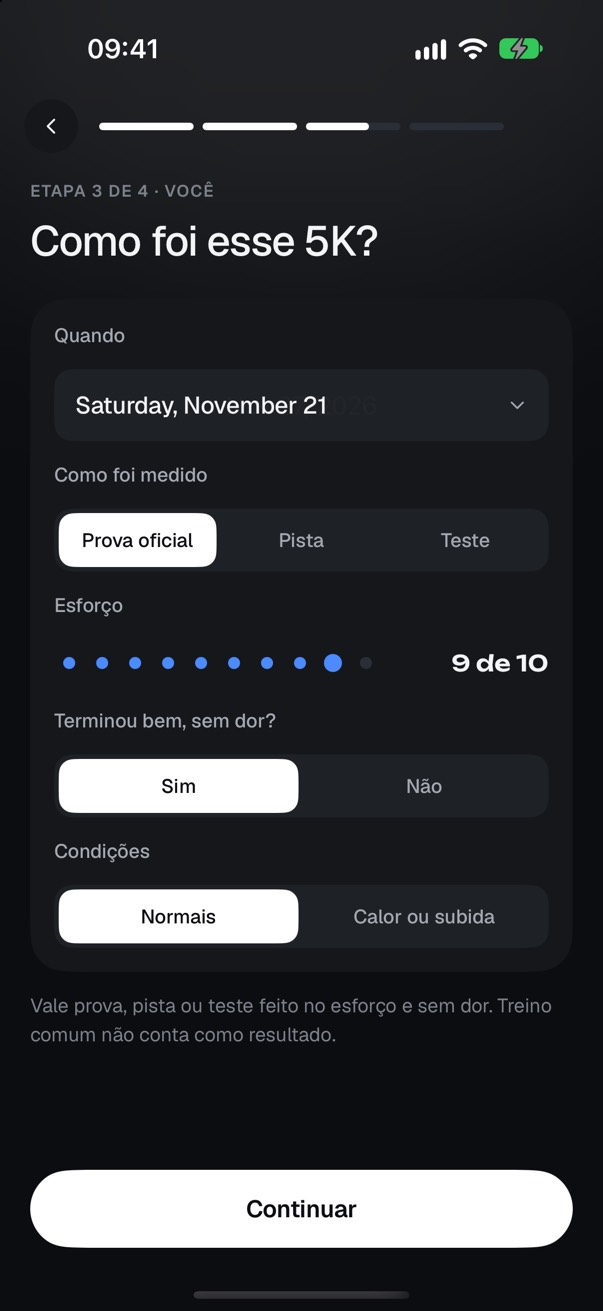 09:41
ETAPA 3 DE 4 · VOCÊ
Como foi esse 5K?
Quando
Saturday, November 21
Como foi medido
Prova oficial Pista Teste
Esforço
9 de 10
Terminou bem, sem dor?
Sim Não
Condições
Normais Calor ou subida
Vale prova, pista ou teste feito no esforço e sem dor. Treino
comum não conta como resultado.
Continuar